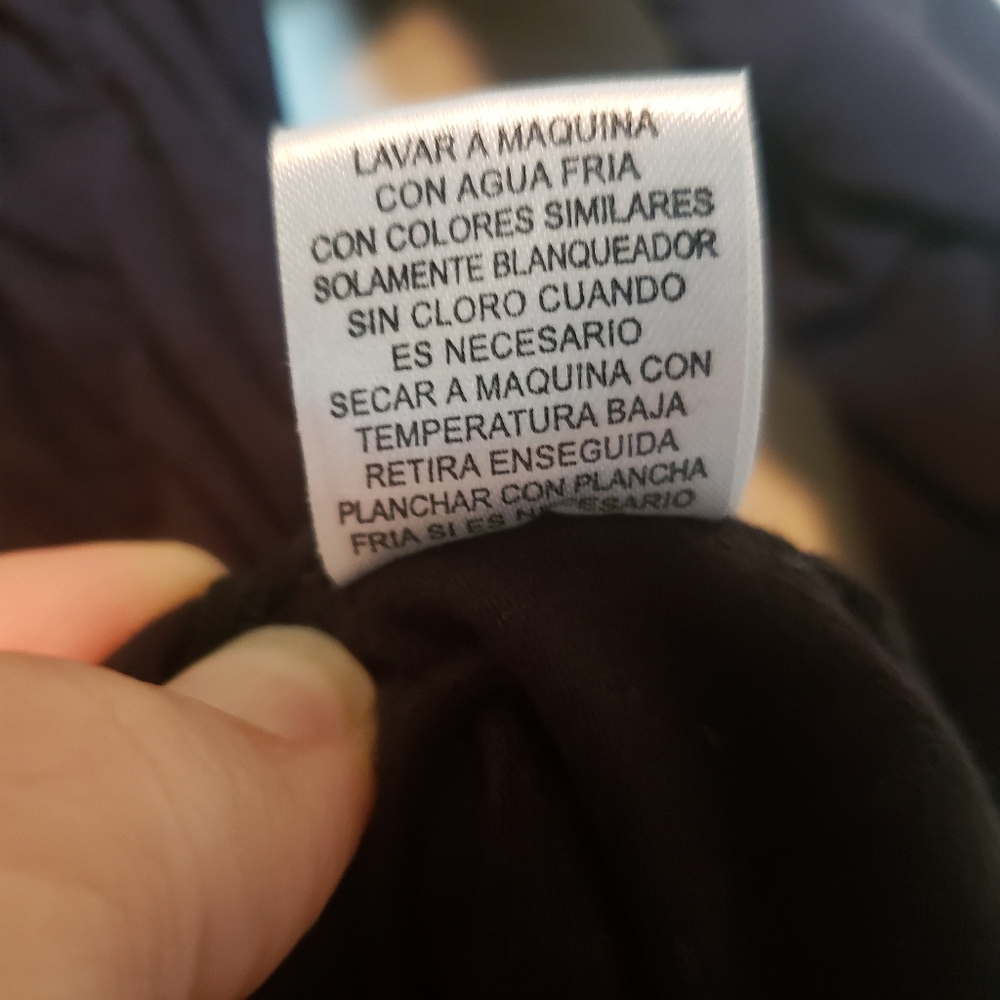 LAVAR A MAQUINA
CON AGUA FRIA
CON COLORES SIMILARES
SOLAMENTE BLANQUEADOR
SIN CLORO CUANDO
ES NECESARIO
SECAR A MAQUINA CON
TEMPERATURA BAJA
RETIRA ENSEGUIDA
PLANCHAR CON PLANCHA
FRIA SI ES NECESARIO